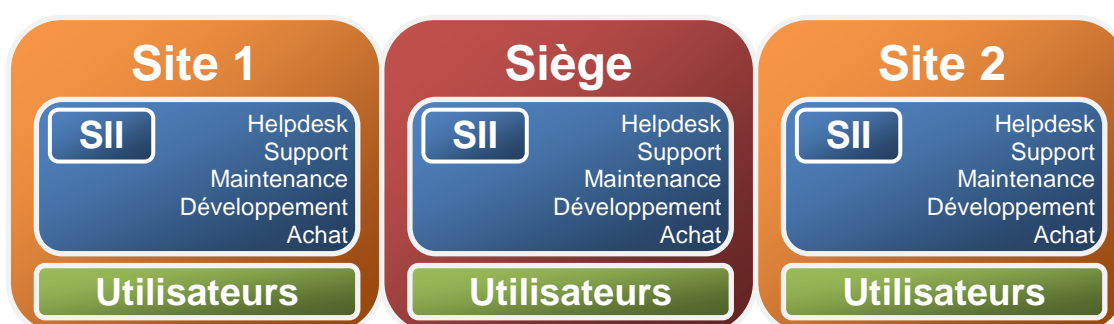 Site 1
SII
Helpdesk
Support
Maintenance
Développement
Achat
Utilisateurs
Siège
SII
Helpdesk
Support
Maintenance
Développement
Achat
Utilisateurs
Site 2
SII
Helpdesk
Support
Maintenance
Développement
Achat
Utilisateurs